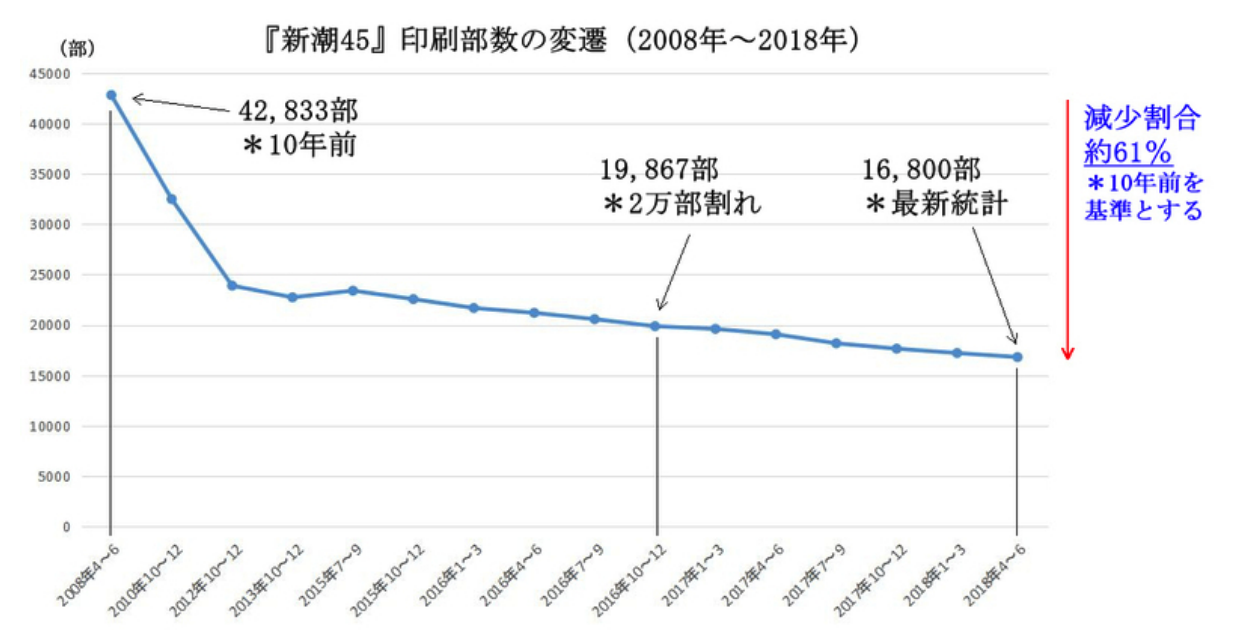 『新潮45』印刷部数の変遷（2008年～2018年）
（部）
45000
40000
35000
30000
25000
20000
15000
10000
5000
0
42,833部
＊10年前
19,867部
＊2万部割れ
16,800部
＊最新統計
減少割合
約61％
＊10年前を
基準とする
2008年4～6
2010年10～12
2012年10～12
2013年10～12
2015年7～9
2015年10～12
2016年1～3
2016年4～6
2016年7～9
2016年10～12
2017年1～3
2017年4～6
2017年7～9
2017年10～12
2018年1～3
2018年4～6